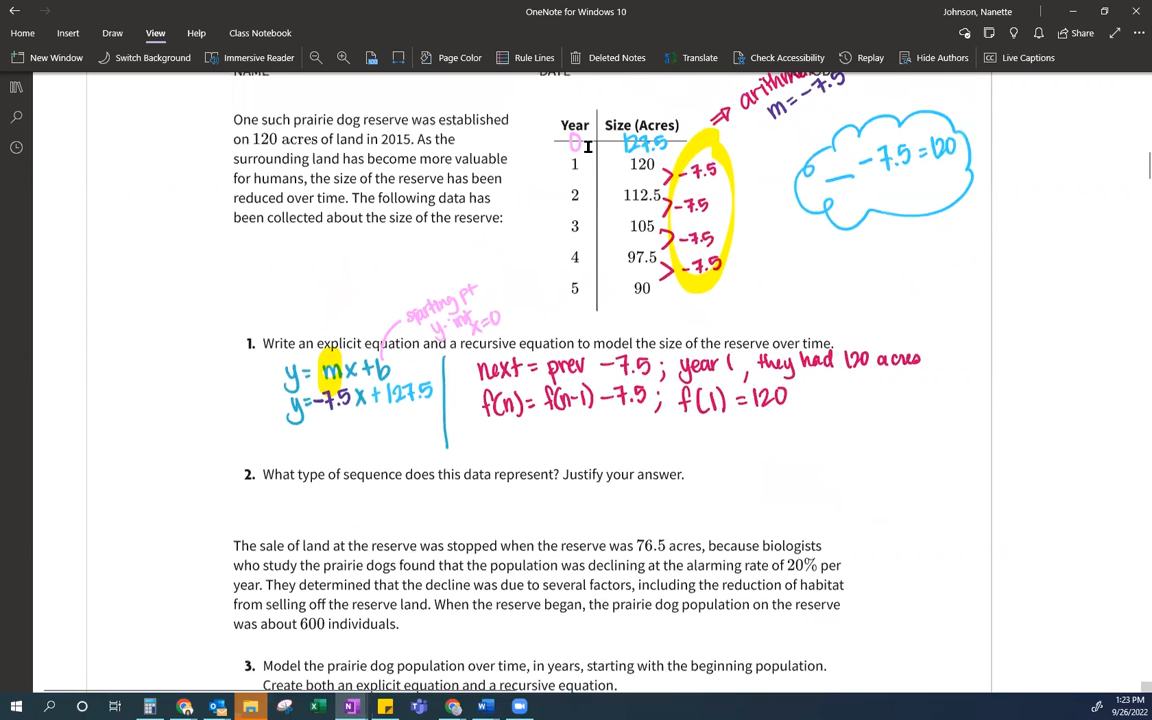 OneNote for Windows 10
Johnson, Nanette
Home Insert Draw View Help Class Notebook
Share
New Window Switch Background Immersive Reader Page Color Rule Lines Deleted Notes Translate Check Accessibility Replay Hide Authors Live Captions
NAME DATE
⇒ arithm
m = -7.5
One such prairie dog reserve was established
on 120 acres of land in 2015. As the
surrounding land has become more valuable
for humans, the size of the reserve has been
reduced over time. The following data has
been collected about the size of the reserve:
Year Size (Acres)
0 127.5
1 120
2 112.5
3 105
4 97.5
5 90
> -7.5
> -7.5
> -7.5
> -7.5
__ - 7.5 = 120
starting pt
y-int
x=0
1. Write an explicit equation and a recursive equation to model the size of the reserve over time.
y = mx + b
y = -7.5x + 127.5
next = prev - 7.5 ; year 1, they had 120 acres
f(n) = f(n-1) - 7.5 ; f(1) = 120
2. What type of sequence does this data represent? Justify your answer.
The sale of land at the reserve was stopped when the reserve was 76.5 acres, because biologists
who study the prairie dogs found that the population was declining at the alarming rate of 20% per
year. They determined that the decline was due to several factors, including the reduction of habitat
from selling off the reserve land. When the reserve began, the prairie dog population on the reserve
was about 600 individuals.
3. Model the prairie dog population over time, in years, starting with the beginning population.
Create both an explicit equation and a recursive equation.
1:23 PM
9/26/2022